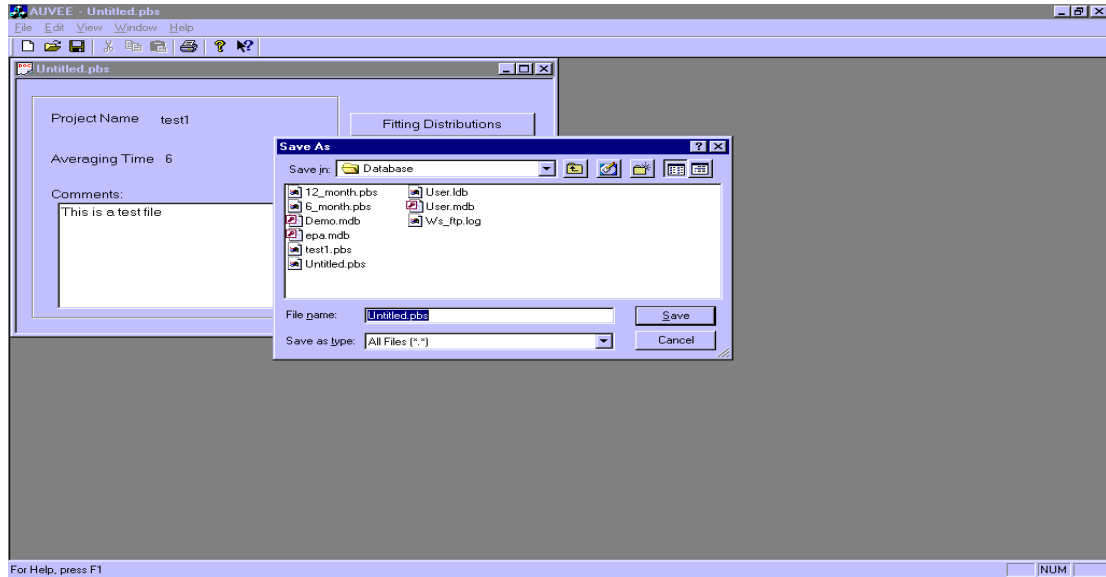 AUVEE - Untitled.pbs
File Edit View Window Help
Untitled.pbs
Project Name test1
Fitting Distributions
Averaging Time 6
Comments:
This is a test file
Save As
Save in: Database
12_month.pbs User.ldb
6_month.pbs User.mdb
Demo.mdb Ws_ftp.log
epa.mdb
test1.pbs
Untitled.pbs
File name: Untitled.pbs Save
Save as type: All Files (*.*) Cancel
For Help, press F1 NUM